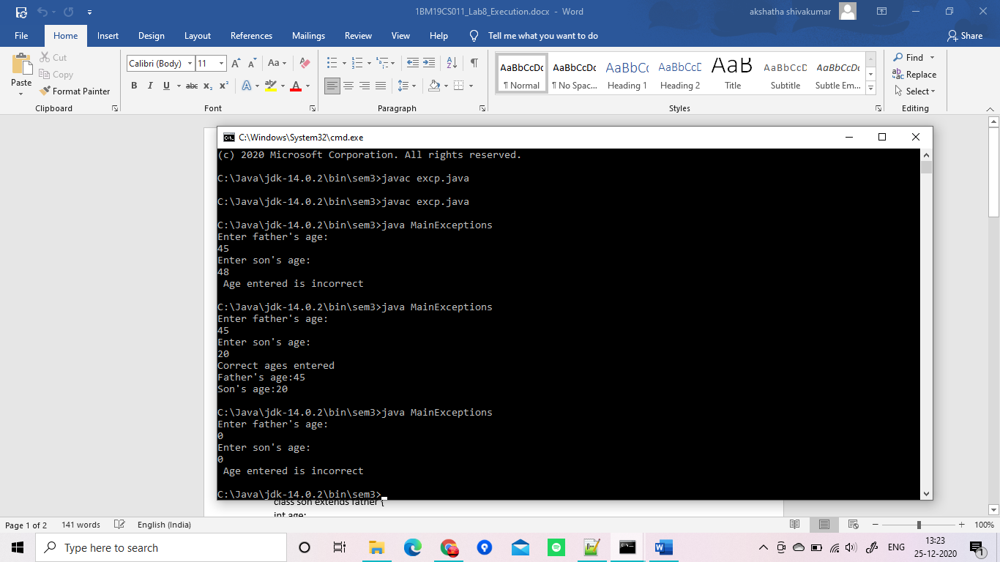 1BM19CS011_Lab8_Execution.docx - Word
akshatha shivakumar
File Home Insert Design Layout References Mailings Review View Help Tell me what you want to do Share
Paste
Cut
Copy
Format Painter
Clipboard
Calibri (Body) 11
Font
Paragraph
AaBbCcDc AaBbCcDc AaBbCc AaBbCcD AaB AaBbCcD AaBbCcDc
¶ Normal ¶ No Spac... Heading 1 Heading 2 Title Subtitle Subtle Em...
Styles
Find
Replace
Select
Editing
C:\Windows\System32\cmd.exe
(c) 2020 Microsoft Corporation. All rights reserved.
C:\Java\jdk-14.0.2\bin\sem3>javac excp.java
C:\Java\jdk-14.0.2\bin\sem3>javac excp.java
C:\Java\jdk-14.0.2\bin\sem3>java MainExceptions
Enter father's age:
45
Enter son's age:
48
Age entered is incorrect
C:\Java\jdk-14.0.2\bin\sem3>java MainExceptions
Enter father's age:
45
Enter son's age:
20
Correct ages entered
Father's age:45
Son's age:20
C:\Java\jdk-14.0.2\bin\sem3>java MainExceptions
Enter father's age:
0
Enter son's age:
0
Age entered is incorrect
C:\Java\jdk-14.0.2\bin\sem3>
class son extends father {
int age;
Page 1 of 2 141 words English (India) 100%
Type here to search
ENG
13:23
25-12-2020
1